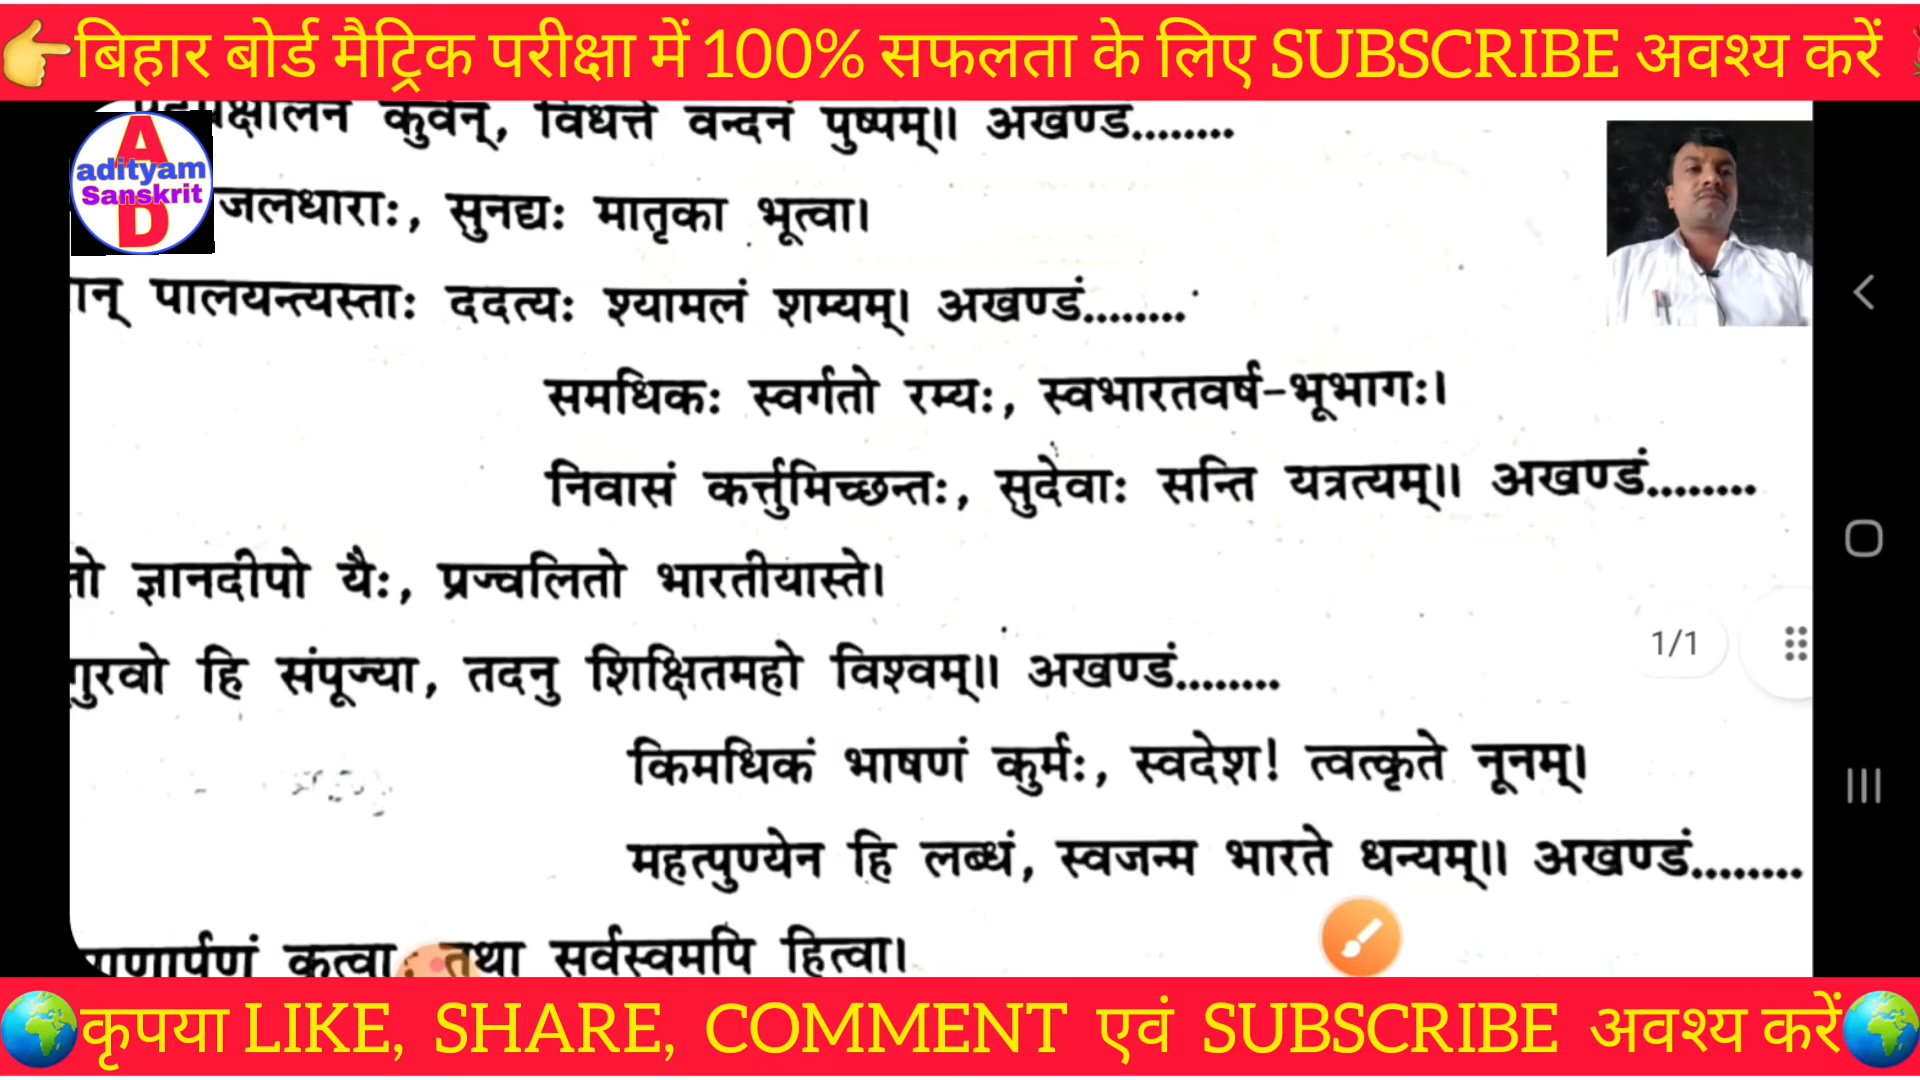 बिहार बोर्ड मैट्रिक परीक्षा में 100% सफलता के लिए SUBSCRIBE अवश्य करें
कुर्वन्, विधत्ते वन्दनं पुष्पम्॥ अखण्ड........
A
adityam
Sanskrit
D
जलधाराः, सुनद्यः मातृका भूत्वा।
पालयन्त्यस्ताः ददत्यः श्यामलं शम्यम्। अखण्डं........
समधिकः स्वर्गतो रम्यः, स्वभारतवर्ष-भूभागः।
निवासं कर्त्तुमिच्छन्तः, सुदेवाः सन्ति यत्रत्यम्॥ अखण्डं........
ज्ञानदीपो यैः, प्रज्वलितो भारतीयास्ते।
1/1
गुरवो हि संपूज्या, तदनु शिक्षितमहो विश्वम्॥ अखण्डं........
किमधिकं भाषणं कुर्मः, स्वदेश! त्वत्कृते नूनम्।
महत्पुण्येन हि लब्धं, स्वजन्म भारते धन्यम्॥ अखण्डं........
कृत्वा, तथा सर्वस्वमपि हित्वा।
कृपया LIKE, SHARE, COMMENT एवं SUBSCRIBE अवश्य करें